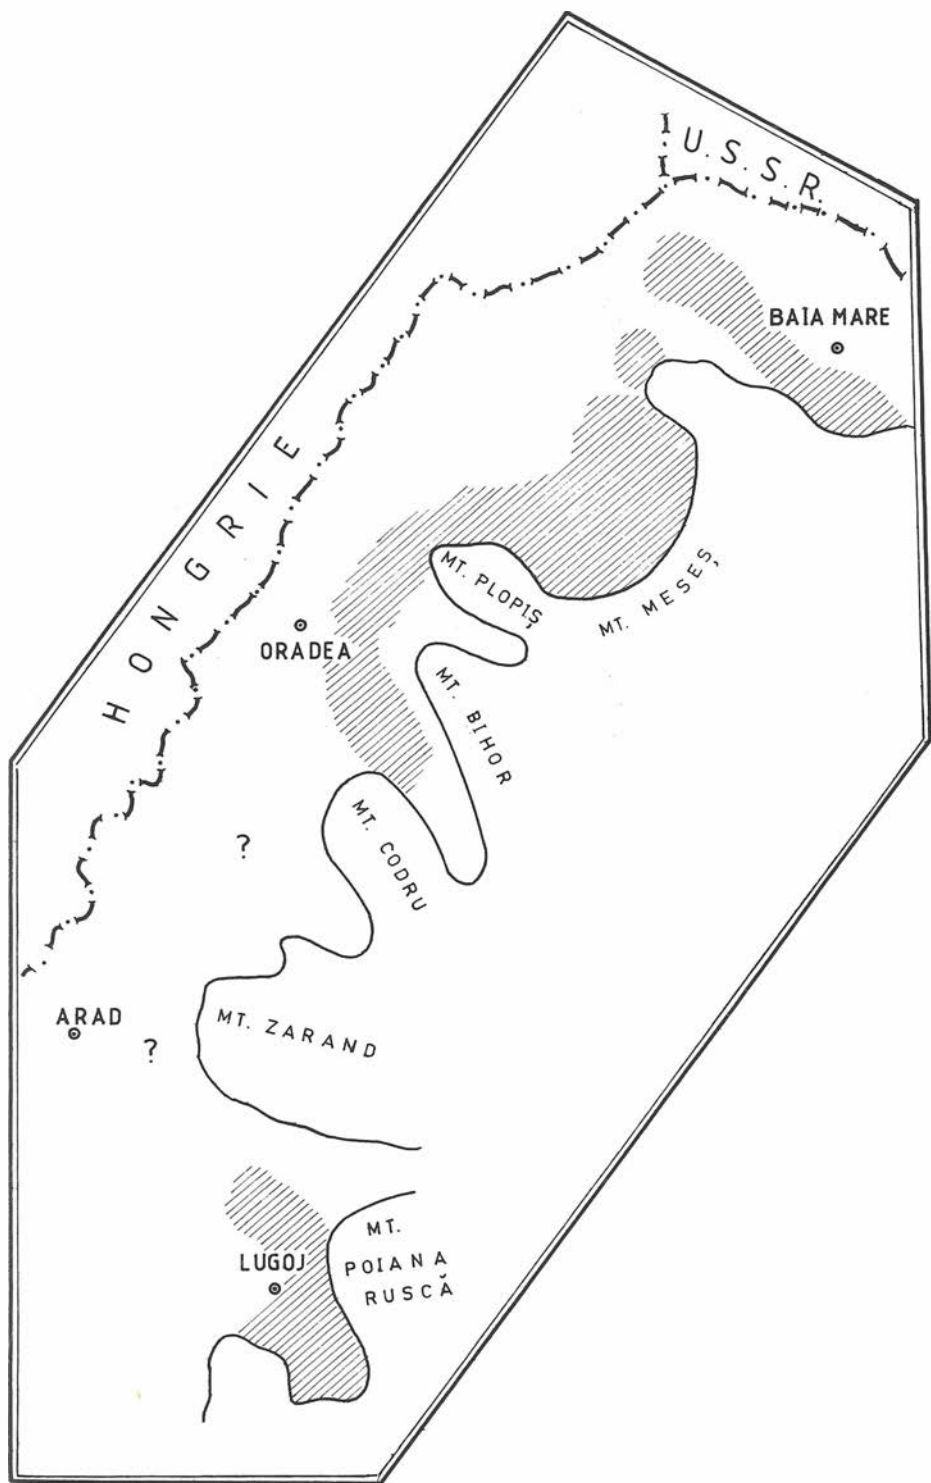 U.S.S.R.
BAIA MARE
HONGRIE
MT. PLOPIȘ
MT. MESEȘ
ORADEA
MT. BIHOR
MT. CODRU
?
ARAD
?
MT. ZARAND
MT.
POIANA
RUSCĂ
LUGOJ